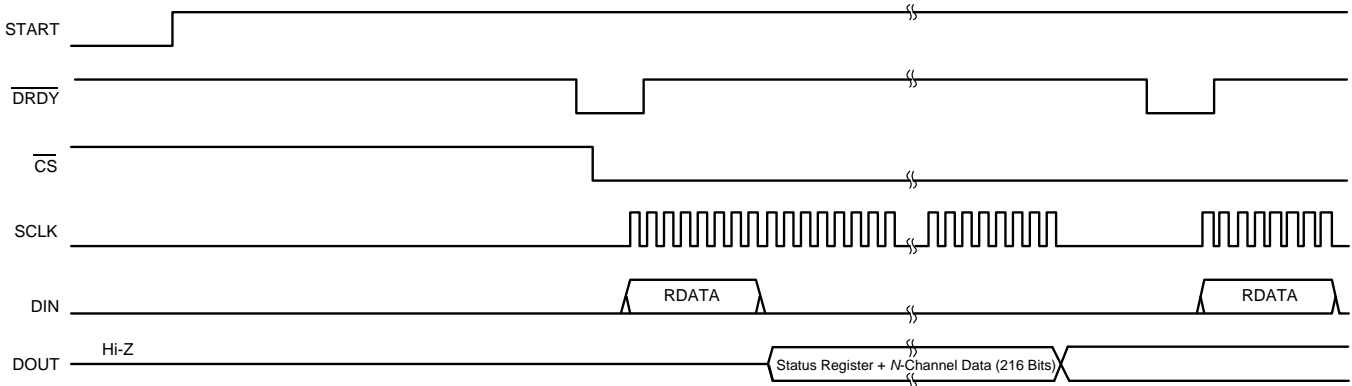 START
DRDY
CS
SCLK
DIN
RDATA
RDATA
DOUT
Hi-Z
Status Register + N-Channel Data (216 Bits)